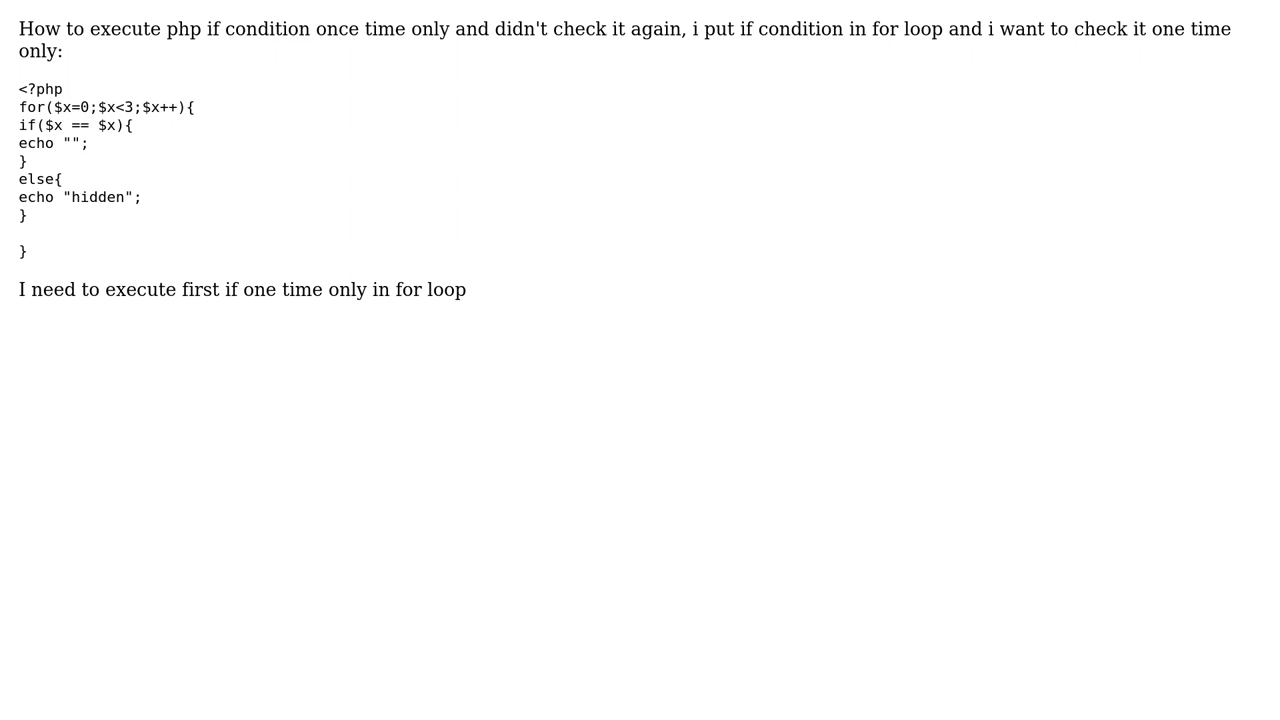 How to execute php if condition once time only and didn't check it again, i put if condition in for loop and i want to check it one time
only:
<?php
for($x=0;$x<3;$x++){
if($x == $x){
echo "";
}
else{
echo "hidden";
}
}
I need to execute first if one time only in for loop